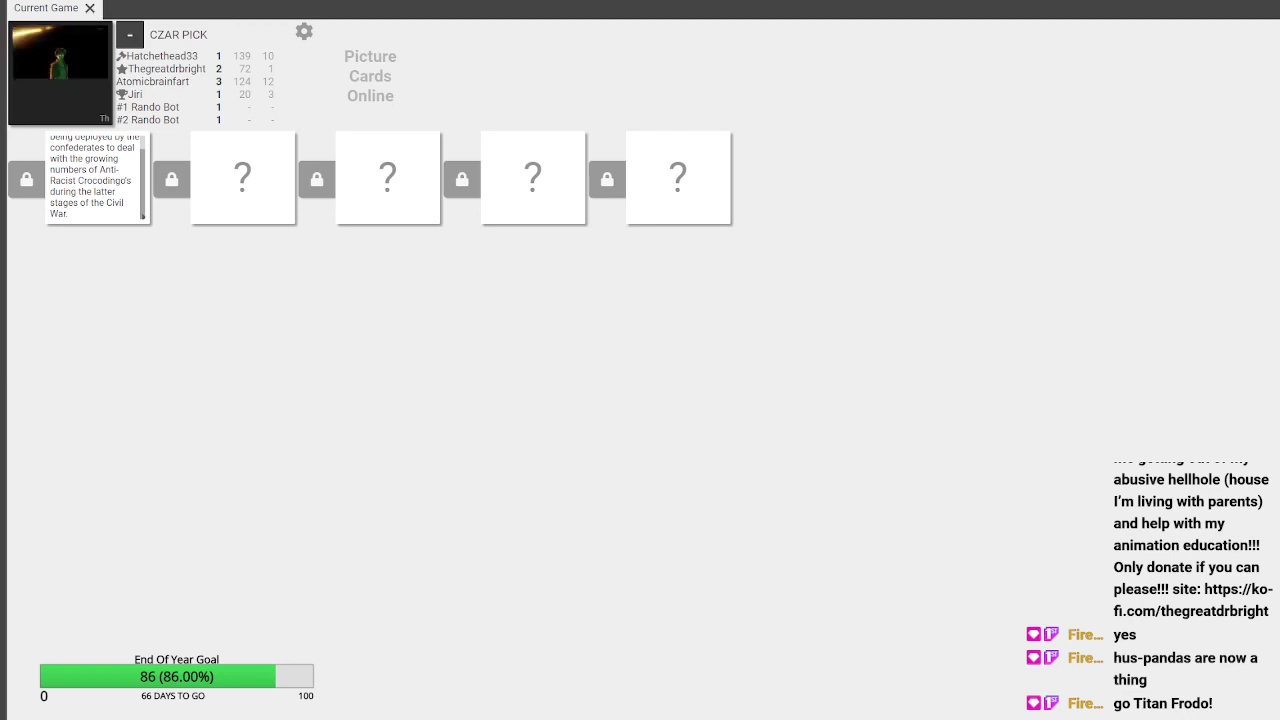 Current Game
- CZAR PICK
Hatchethead33 1 139 10
Thegreatdrbright 2 72 1
Atomicbrainfart 3 124 12
Jiri 1 20 3
#1 Rando Bot 1 - -
#2 Rando Bot 1 - -
Th
Picture
Cards
Online
being deployed by the
confederates to deal
with the growing
numbers of Anti-
Racist Crocodingo's
during the latter
stages of the Civil
War.
?
?
?
?
abusive hellhole (house
I'm living with parents)
and help with my
animation education!!!
Only donate if you can
please!!! site: https://ko-
fi.com/thegreatdrbright
Fire... yes
Fire... hus-pandas are now a
thing
Fire... go Titan Frodo!
End Of Year Goal
86 (86.00%)
0 66 DAYS TO GO 100